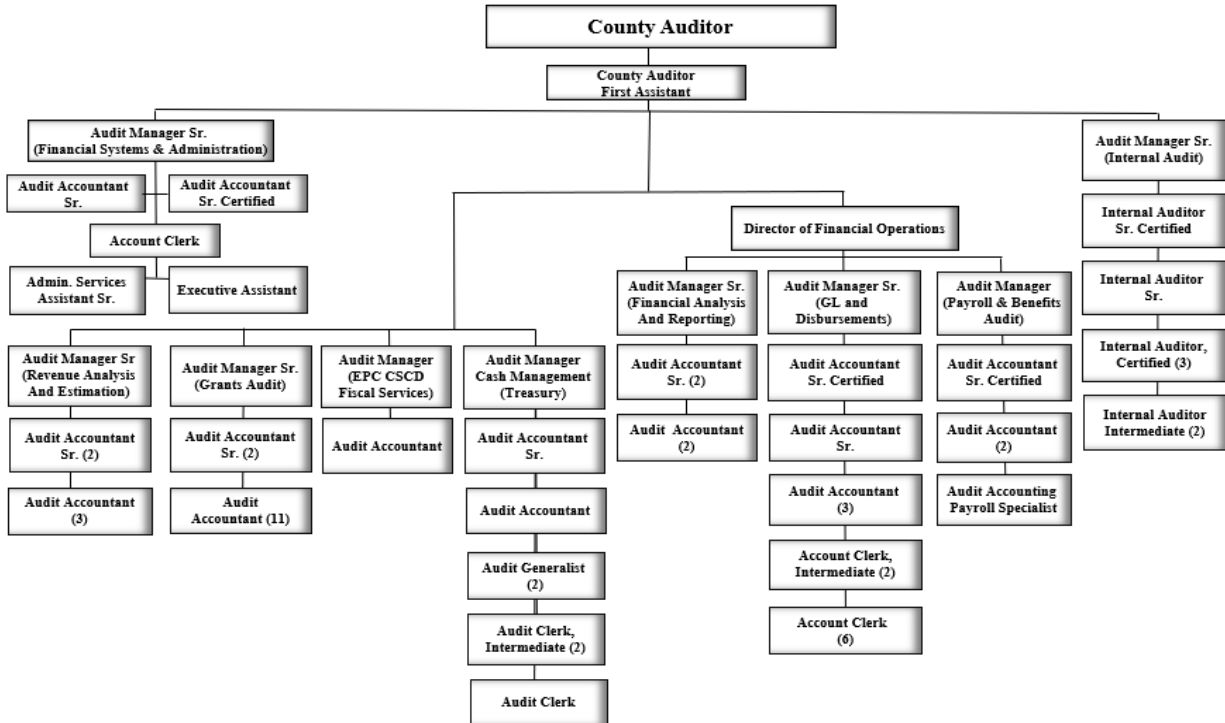 County Auditor
County Auditor
First Assistant
Audit Manager Sr.
(Financial Systems & Administration)
Audit Accountant
Sr.
Audit Accountant
Sr. Certified
Account Clerk
Admin. Services
Assistant Sr.
Executive Assistant
Audit Manager Sr
(Revenue Analysis
And Estimation)
Audit Accountant
Sr. (2)
Audit Accountant
(3)
Audit Manager Sr.
(Grants Audit)
Audit Accountant
Sr. (2)
Audit
Accountant (11)
Audit Manager
(EPC CSCD
Fiscal Services)
Audit Accountant
Audit Manager
Cash Management
(Treasury)
Audit Accountant
Sr.
Audit Accountant
Audit Generalist
(2)
Audit Clerk,
Intermediate (2)
Audit Clerk
Director of Financial Operations
Audit Manager Sr.
(Financial Analysis
And Reporting)
Audit Accountant
Sr. (2)
Audit Accountant
(2)
Audit Manager Sr.
(GL and
Disbursements)
Audit Accountant
Sr. Certified
Audit Accountant
Sr.
Audit Accountant
(3)
Account Clerk,
Intermediate (2)
Account Clerk
(6)
Audit Manager
(Payroll & Benefits
Audit)
Audit Accountant
Sr. Certified
Audit Accountant
(2)
Audit Accounting
Payroll Specialist
Audit Manager Sr.
(Internal Audit)
Internal Auditor
Sr. Certified
Internal Auditor
Sr.
Internal Auditor,
Certified (3)
Internal Auditor
Intermediate (2)